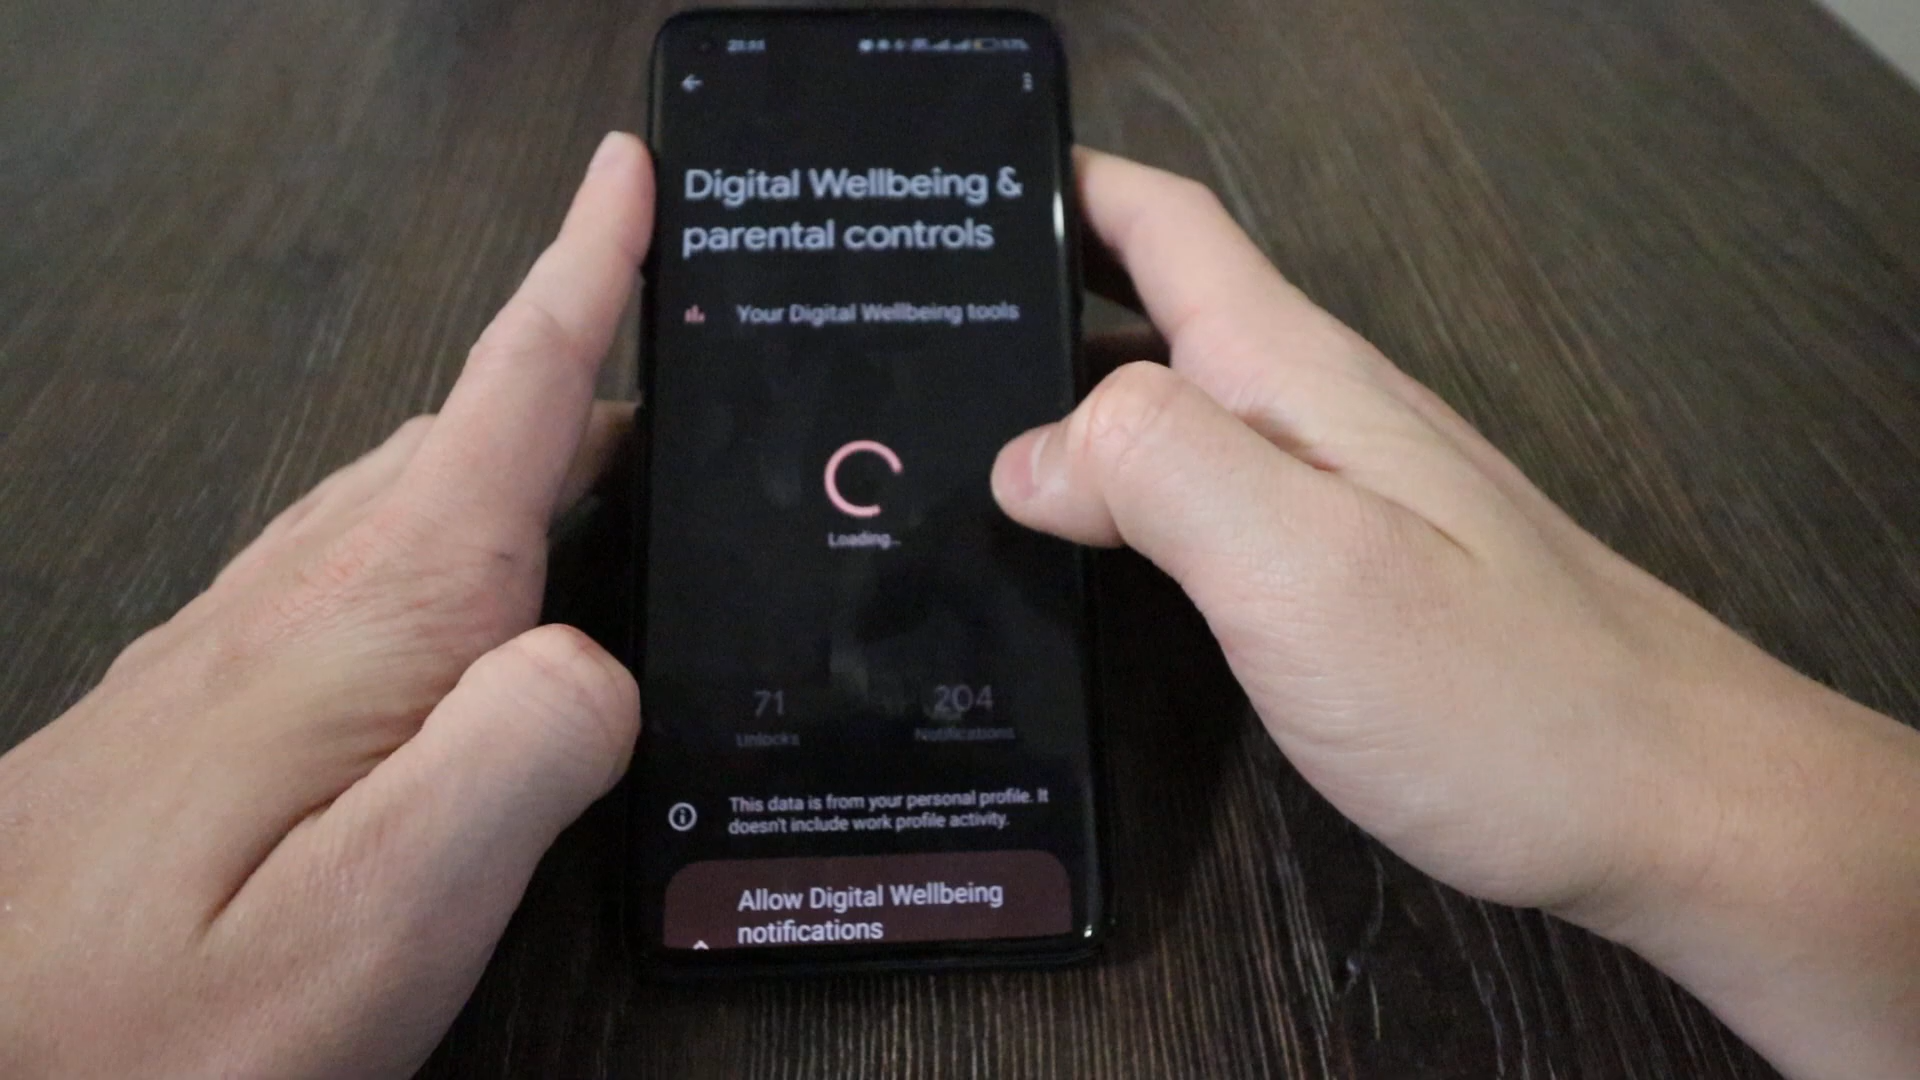 Digital Wellbeing &
parental controls
Your Digital Wellbeing tools
Loading...
71
204
Unlocks
Notifications
This data is from your personal profile. It
doesn't include work profile activity.
Allow Digital Wellbeing
notifications